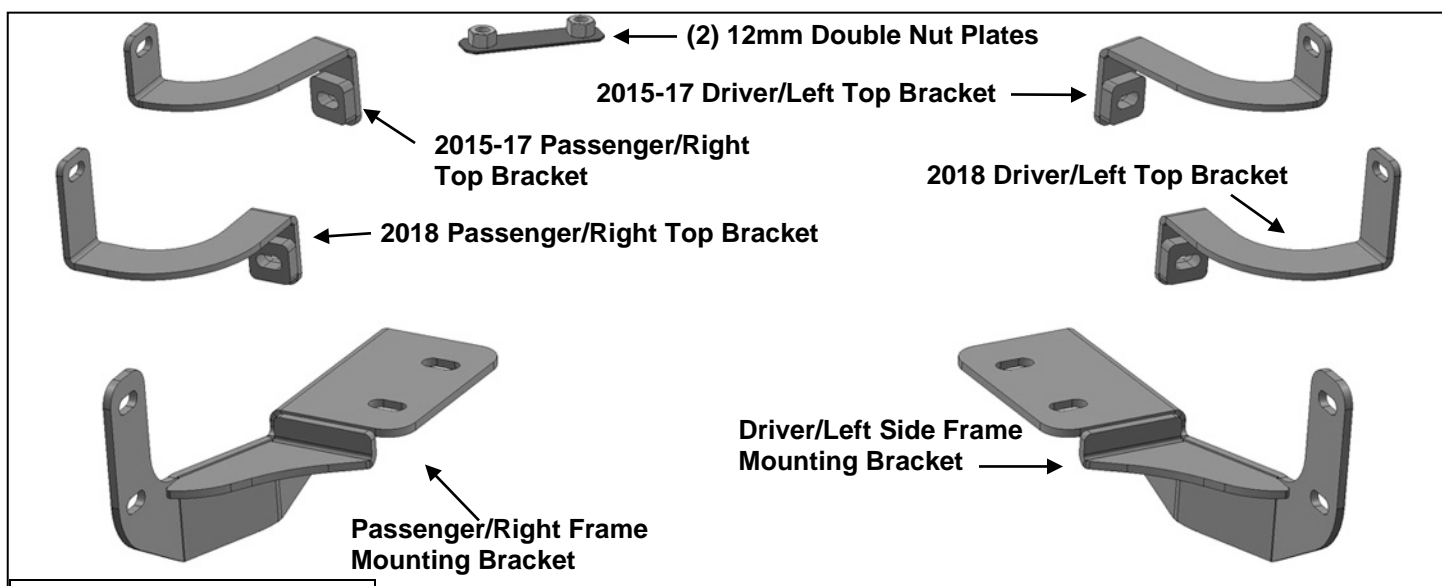 (2) 12mm Double Nut Plates
2015-17 Driver/Left Top Bracket
2015-17 Passenger/Right
Top Bracket
2018 Driver/Left Top Bracket
2018 Passenger/Right Top Bracket
Driver/Left Side Frame
Mounting Bracket
Passenger/Right Frame
Mounting Bracket